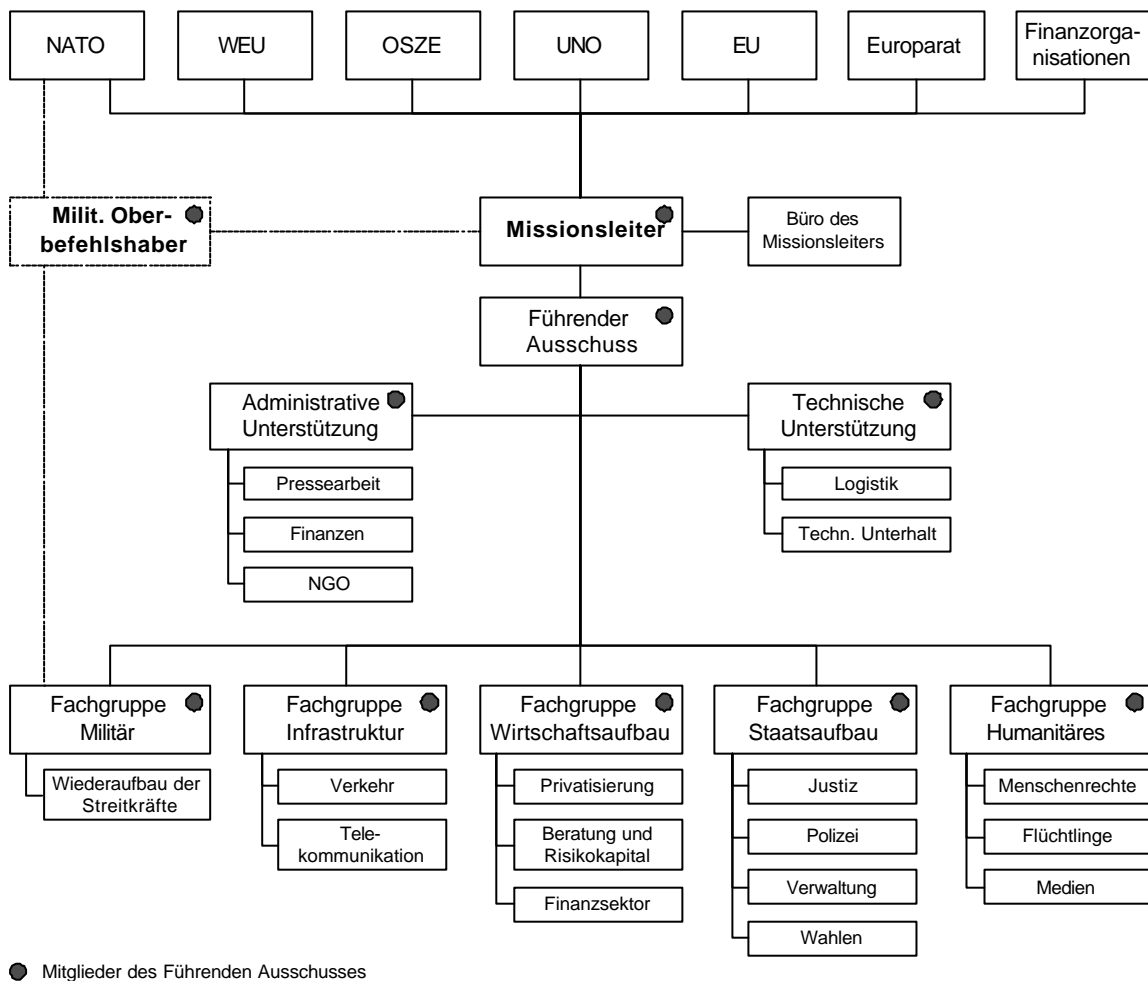 NATO
WEU
OSZE
UNO
EU
Europarat
Finanzorga-
nisationen
Milit. Ober-
befehlshaber
Missionsleiter
Büro des
Missionsleiters
Führender
Ausschuss
Administrative
Unterstützung
Technische
Unterstützung
Pressearbeit
Finanzen
NGO
Logistik
Techn. Unterhalt
Fachgruppe
Militär
Wiederaufbau der
Streitkräfte
Fachgruppe
Infrastruktur
Verkehr
Tele-
kommunikation
Fachgruppe
Wirtschaftsaufbau
Privatisierung
Beratung und
Risikokapital
Finanzsektor
Fachgruppe
Staatsaufbau
Justiz
Polizei
Verwaltung
Wahlen
Fachgruppe
Humanitäres
Menschenrechte
Flüchtlinge
Medien
Mitglieder des Führenden Ausschusses